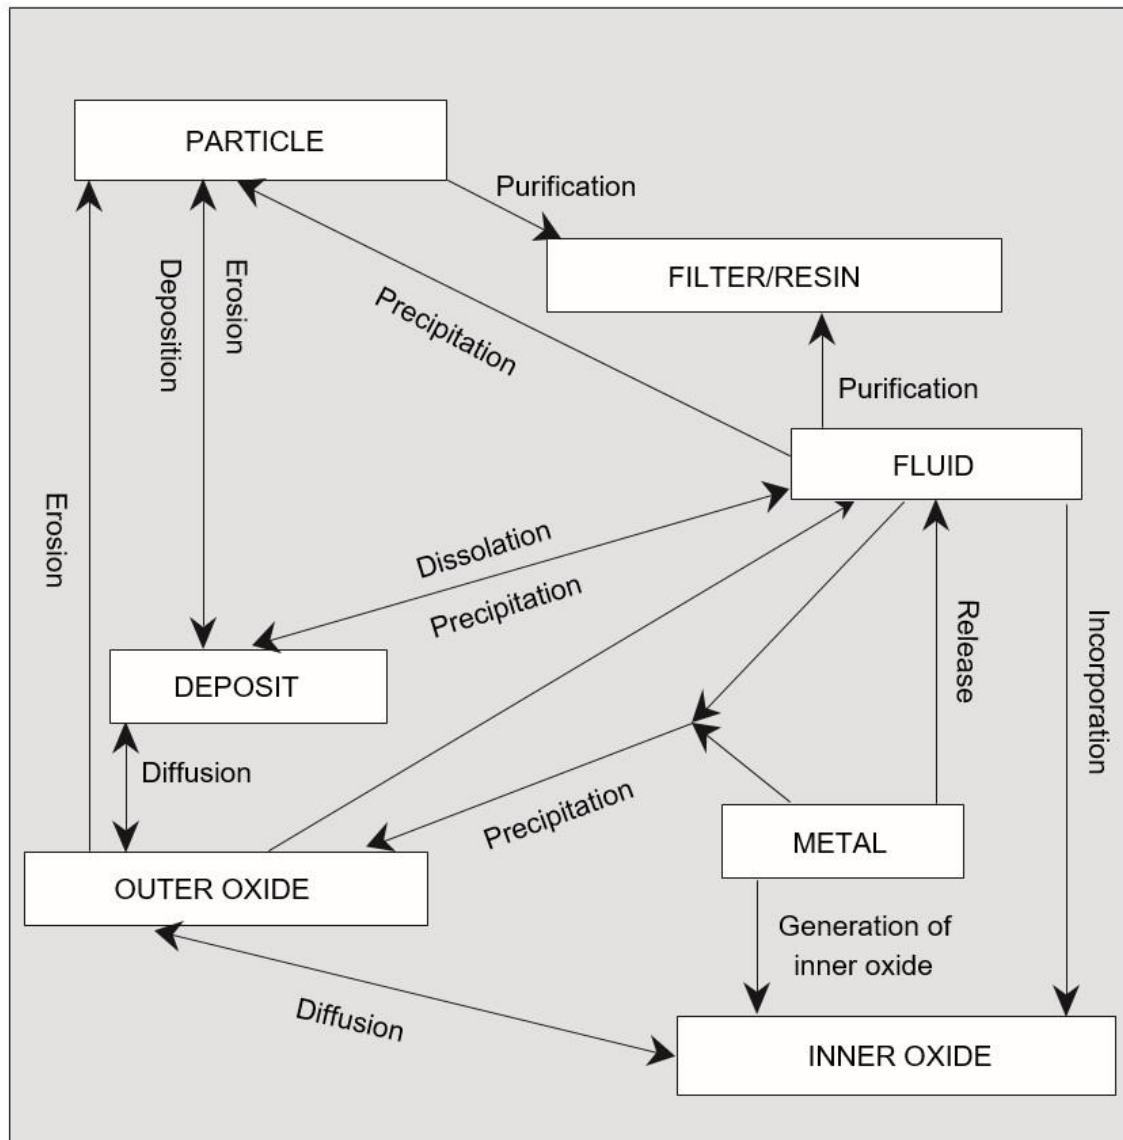 PARTICLE
Purification
FILTER/RESIN
Deposition
Erosion
Precipitation
Purification
FLUID
Erosion
Dissolation
Precipitation
Release
Incorporation
DEPOSIT
Diffusion
Precipitation
METAL
OUTER OXIDE
Generation of
inner oxide
Diffusion
INNER OXIDE